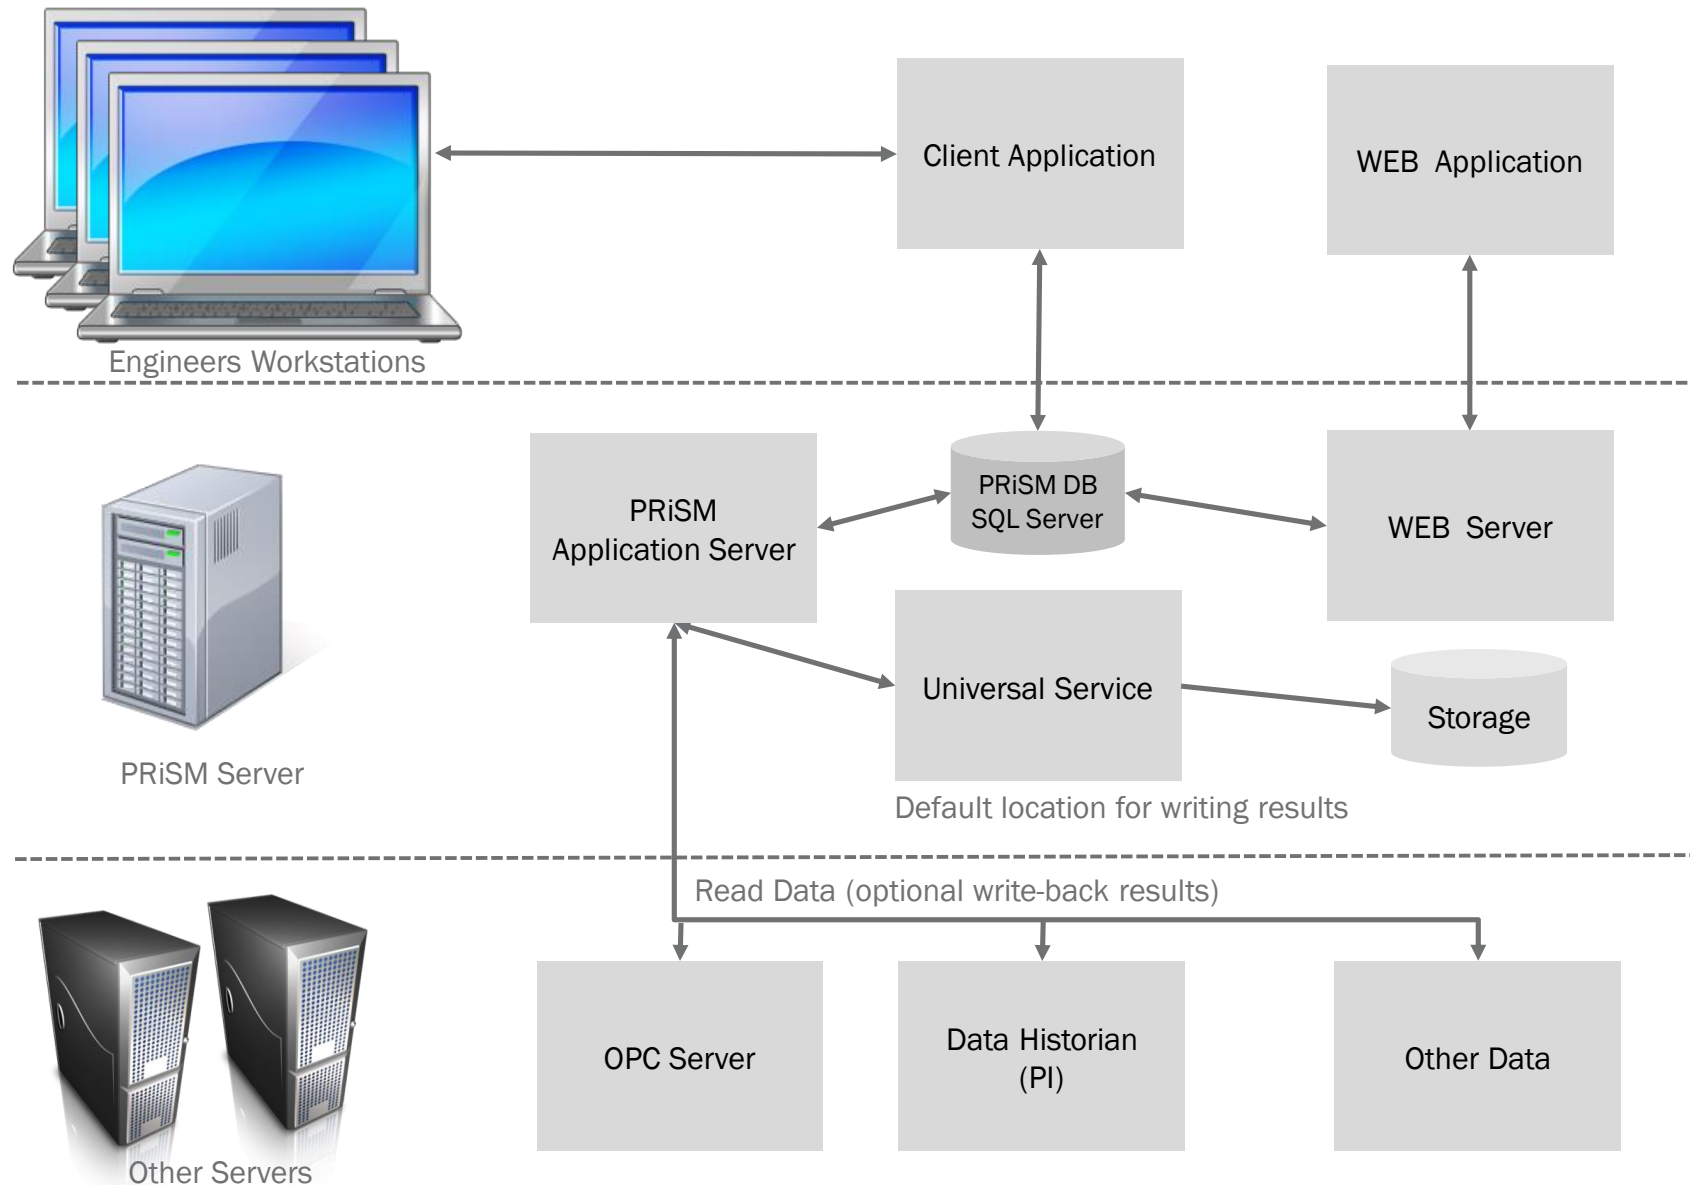 Client Application
WEB Application
Engineers Workstations
PRiSM
Application Server
PRiSM DB
SQL Server
WEB Server
Universal Service
Storage
PRiSM Server
Default location for writing results
Read Data (optional write-back results)
OPC Server
Data Historian
(PI)
Other Data
Other Servers